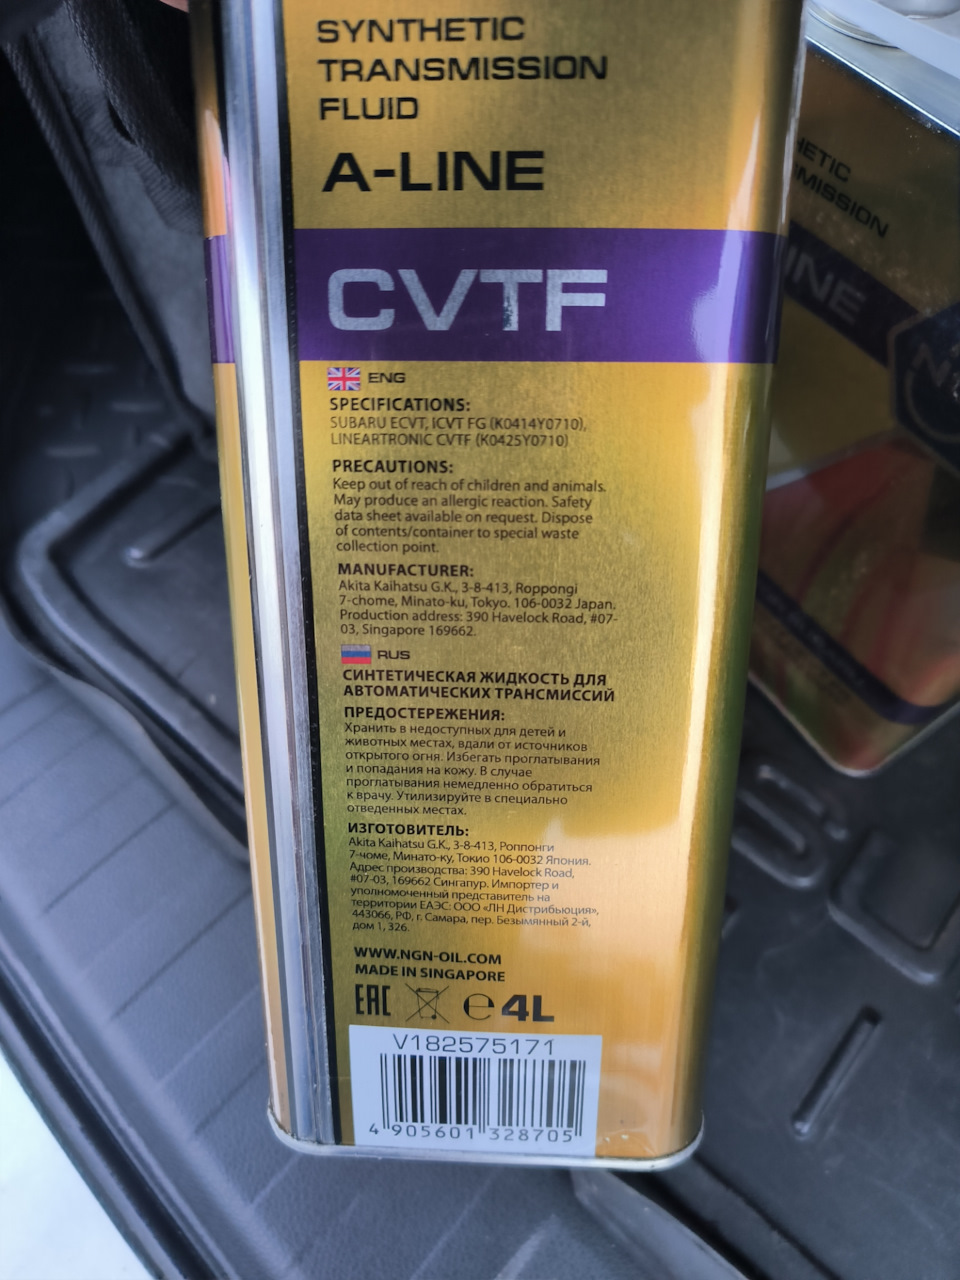 SYNTHETIC
TRANSMISSION
FLUID
A-LINE
CVTF
ENG
SPECIFICATIONS:
SUBARU ECVT, ICVT FG (K0414Y0710),
LINEARTRONIC CVTF (K0425Y0710)
PRECAUTIONS:
Keep out of reach of children and animals.
May produce an allergic reaction. Safety
data sheet available on request. Dispose
of contents/container to special waste
collection point.
MANUFACTURER:
Akita Kaihatsu G.K., 3-8-413, Roppongi
7-chome, Minato-ku, Tokyo. 106-0032 Japan.
Production address: 390 Havelock Road, #07-
03, Singapore 169662.
RUS
СИНТЕТИЧЕСКАЯ ЖИДКОСТЬ ДЛЯ
АВТОМАТИЧЕСКИХ ТРАНСМИССИЙ
ПРЕДОСТЕРЕЖЕНИЯ:
Хранить в недоступных для детей и
животных местах, вдали от источников
открытого огня. Избегать проглатывания
и попадания на кожу. В случае
проглатывания немедленно обратиться
к врачу. Утилизируйте в специально
отведенных местах.
ИЗГОТОВИТЕЛЬ:
Akita Kaihatsu G.K., 3-8-413, Роппонги
7-чоме, Минато-ку, Токио 106-0032 Япония.
Адрес производства: 390 Havelock Road,
#07-03, 169662 Сингапур. Импортер и
уполномоченный представитель на
территории ЕАЭС: ООО «ЛН Дистрибьюция»,
443066, РФ, г. Самара, пер. Безымянный 2-й,
дом 1, 326.
WWW.NGN-OIL.COM
MADE IN SINGAPORE
EAC e 4L
V182575171
4 905601 328705
HETIC
MISSION
INE